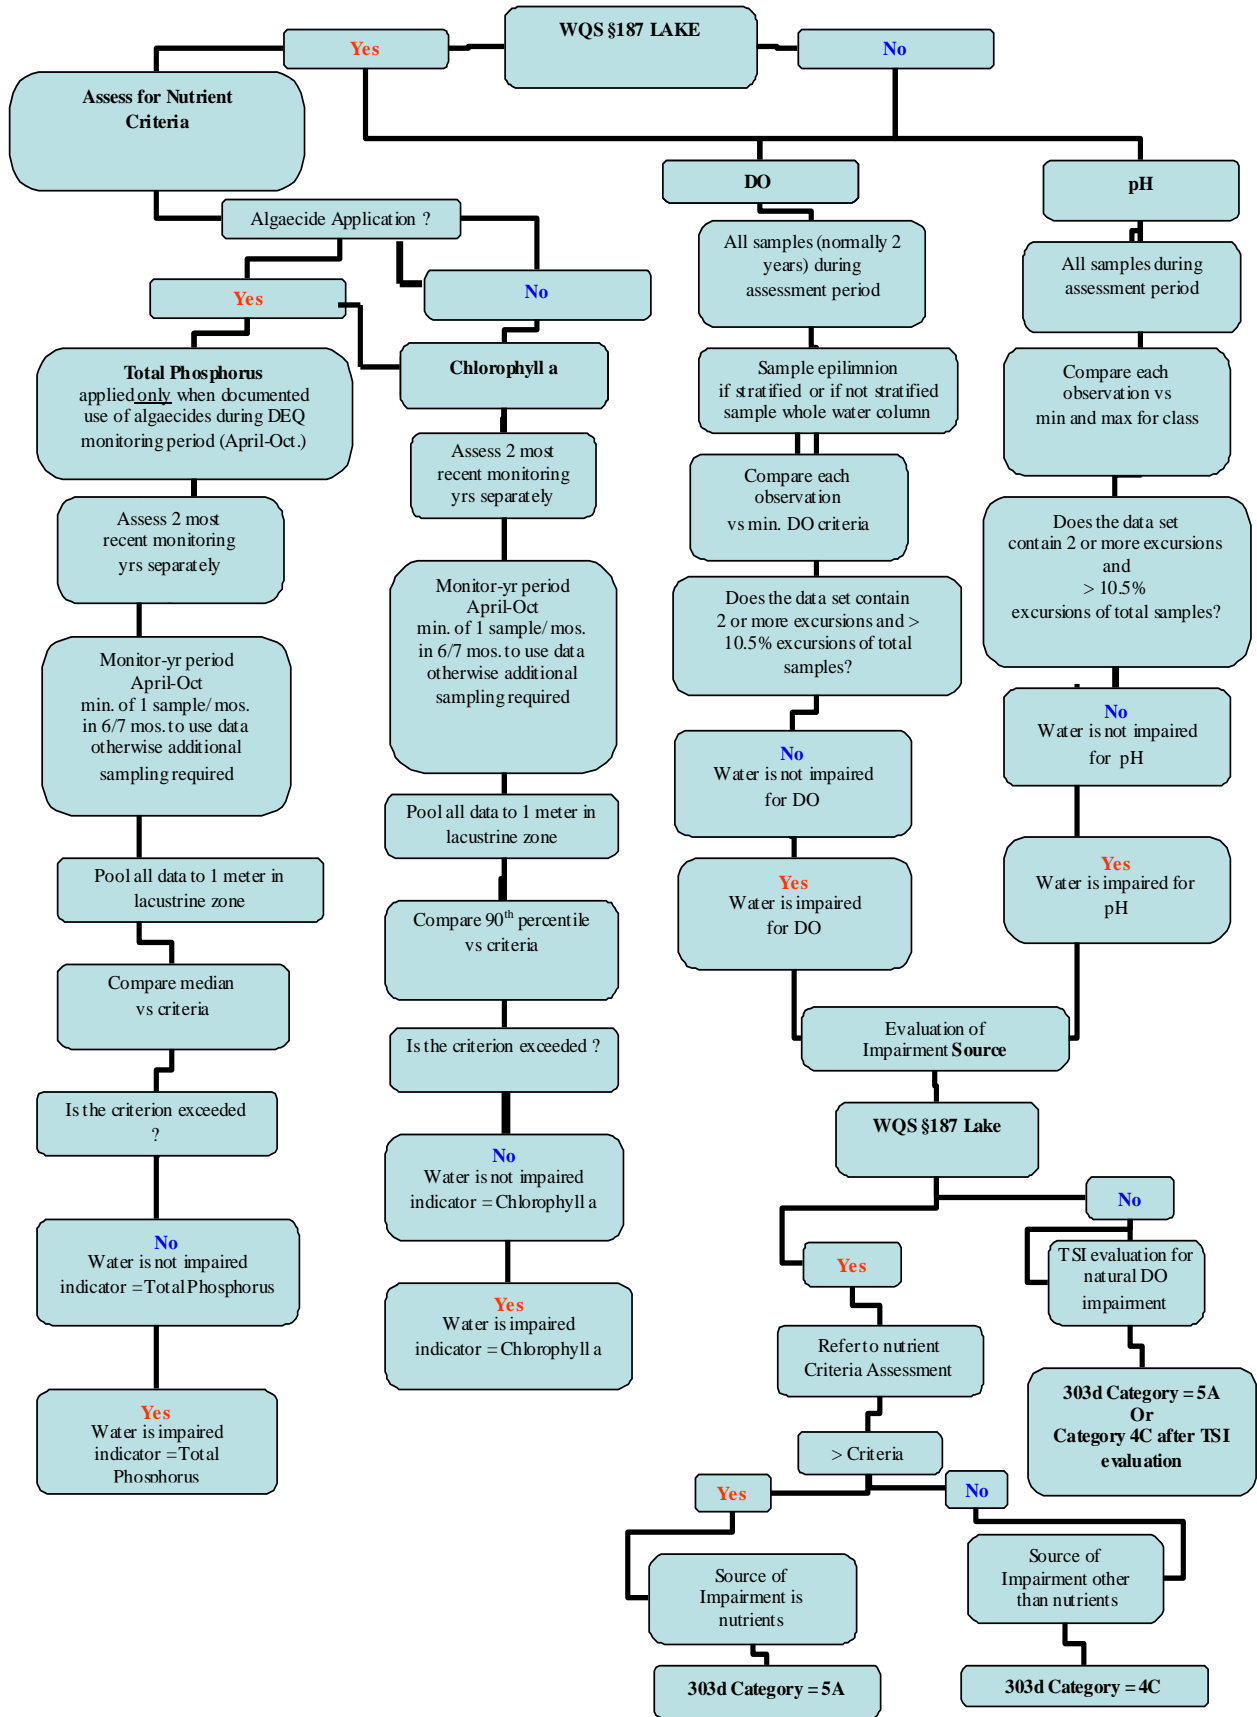 WQS §187 LAKE
Yes
No
Assess for Nutrient
Criteria
DO
pH
Algaecide Application ?
Yes
No
All samples (normally 2
years) during
assessment period
All samples during
assessment period
Total Phosphorus
applied only when documented
use of algaecides during DEQ
monitoring period (April-Oct.)
Chlorophyll a
Sample epilimnion
if stratified or if not stratified
sample whole water column
Compare each
observation vs
min and max for class
Assess 2 most
recent monitoring
yrs separately
Assess 2 most
recent monitoring
yrs separately
Compare each
observation
vs min. DO criteria
Does the data set
contain 2 or more excursions
and
> 10.5%
excursions of total samples?
Monitor-yr period
April-Oct
min. of 1 sample/ mos.
in 6/7 mos. to use data
otherwise additional
sampling required
Monitor-yr period
April-Oct
min. of 1 sample/ mos.
in 6/7 mos. to use data
otherwise additional
sampling required
Does the data set contain
2 or more excursions and >
10.5% excursions of total
samples?
No
Water is not impaired
for pH
No
Water is not impaired
for DO
Pool all data to 1 meter in
lacustrine zone
Pool all data to 1 meter in
lacustrine zone
Yes
Water is impaired
for DO
Yes
Water is impaired for
pH
Compare 90th percentile
vs criteria
Compare median
vs criteria
Is the criterion exceeded ?
Evaluation of
Impairment Source
Is the criterion exceeded
?
WQS §187 Lake
No
Water is not impaired
indicator = Chlorophyll a
No
Yes
No
Water is not impaired
indicator = Total Phosphorus
TSI evaluation for
natural DO
impairment
Yes
Water is impaired
indicator = Chlorophyll a
Refer to nutrient
Criteria Assessment
Yes
Water is impaired
indicator = Total
Phosphorus
303d Category = 5A
Or
Category 4C after TSI
evaluation
> Criteria
Yes
No
Source of
Impairment is
nutrients
Source of
Impairment other
than nutrients
303d Category = 5A
303d Category = 4C